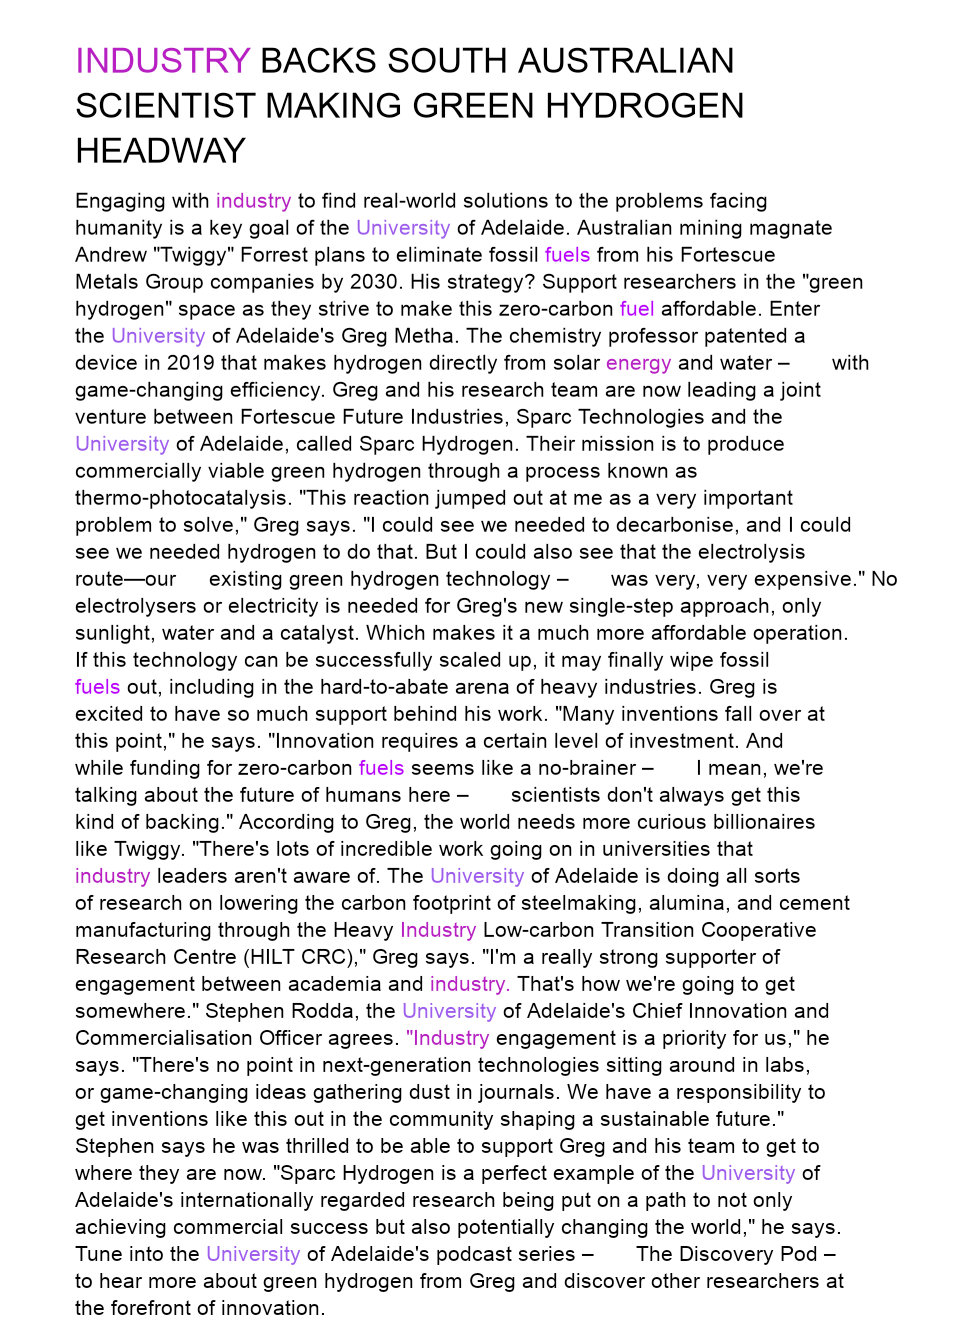 INDUSTRY BACKS SOUTH AUSTRALIAN
SCIENTIST MAKING GREEN HYDROGEN
HEADWAY
Engaging with industry to find real-world solutions to the problems facing
humanity is a key goal of the University of Adelaide. Australian mining magnate
Andrew "Twiggy" Forrest plans to eliminate fossil fuels from his Fortescue
Metals Group companies by 2030. His strategy? Support researchers in the "green
hydrogen" space as they strive to make this zero-carbon fuel affordable. Enter
the University of Adelaide's Greg Metha. The chemistry professor patented a
device in 2019 that makes hydrogen directly from solar energy and water – with
game-changing efficiency. Greg and his research team are now leading a joint
venture between Fortescue Future Industries, Sparc Technologies and the
University of Adelaide, called Sparc Hydrogen. Their mission is to produce
commercially viable green hydrogen through a process known as
thermo-photocatalysis. "This reaction jumped out at me as a very important
problem to solve," Greg says. "I could see we needed to decarbonise, and I could
see we needed hydrogen to do that. But I could also see that the electrolysis
route—our existing green hydrogen technology – was very, very expensive." No
electrolysers or electricity is needed for Greg's new single-step approach, only
sunlight, water and a catalyst. Which makes it a much more affordable operation.
If this technology can be successfully scaled up, it may finally wipe fossil
fuels out, including in the hard-to-abate arena of heavy industries. Greg is
excited to have so much support behind his work. "Many inventions fall over at
this point," he says. "Innovation requires a certain level of investment. And
while funding for zero-carbon fuels seems like a no-brainer – I mean, we're
talking about the future of humans here – scientists don't always get this
kind of backing." According to Greg, the world needs more curious billionaires
like Twiggy. "There's lots of incredible work going on in universities that
industry leaders aren't aware of. The University of Adelaide is doing all sorts
of research on lowering the carbon footprint of steelmaking, alumina, and cement
manufacturing through the Heavy Industry Low-carbon Transition Cooperative
Research Centre (HILT CRC)," Greg says. "I'm a really strong supporter of
engagement between academia and industry. That's how we're going to get
somewhere." Stephen Rodda, the University of Adelaide's Chief Innovation and
Commercialisation Officer agrees. "Industry engagement is a priority for us," he
says. "There's no point in next-generation technologies sitting around in labs,
or game-changing ideas gathering dust in journals. We have a responsibility to
get inventions like this out in the community shaping a sustainable future."
Stephen says he was thrilled to be able to support Greg and his team to get to
where they are now. "Sparc Hydrogen is a perfect example of the University of
Adelaide's internationally regarded research being put on a path to not only
achieving commercial success but also potentially changing the world," he says.
Tune into the University of Adelaide's podcast series – The Discovery Pod –
to hear more about green hydrogen from Greg and discover other researchers at
the forefront of innovation.